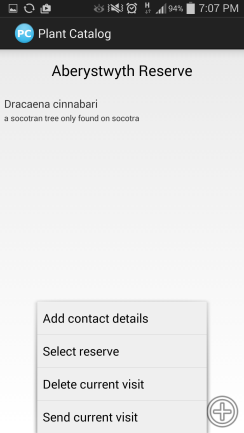 94% 7:07 PM
PC Plant Catalog
Aberystwyth Reserve
Dracaena cinnabari
a socotran tree only found on socotra
Add contact details
Select reserve
Delete current visit
Send current visit